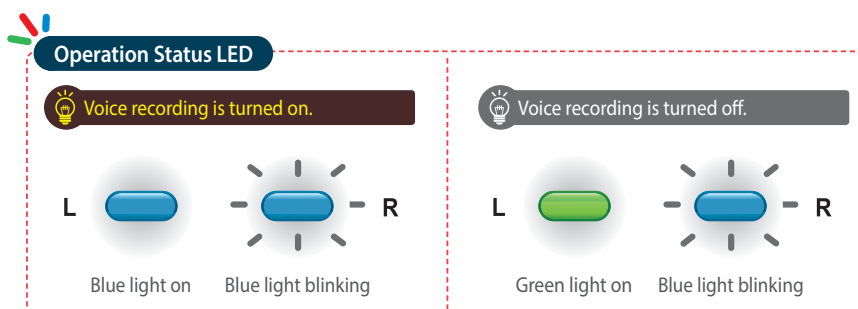 Operation Status LED
Voice recording is turned on.
L R
Blue light on Blue light blinking
Voice recording is turned off.
L R
Green light on Blue light blinking